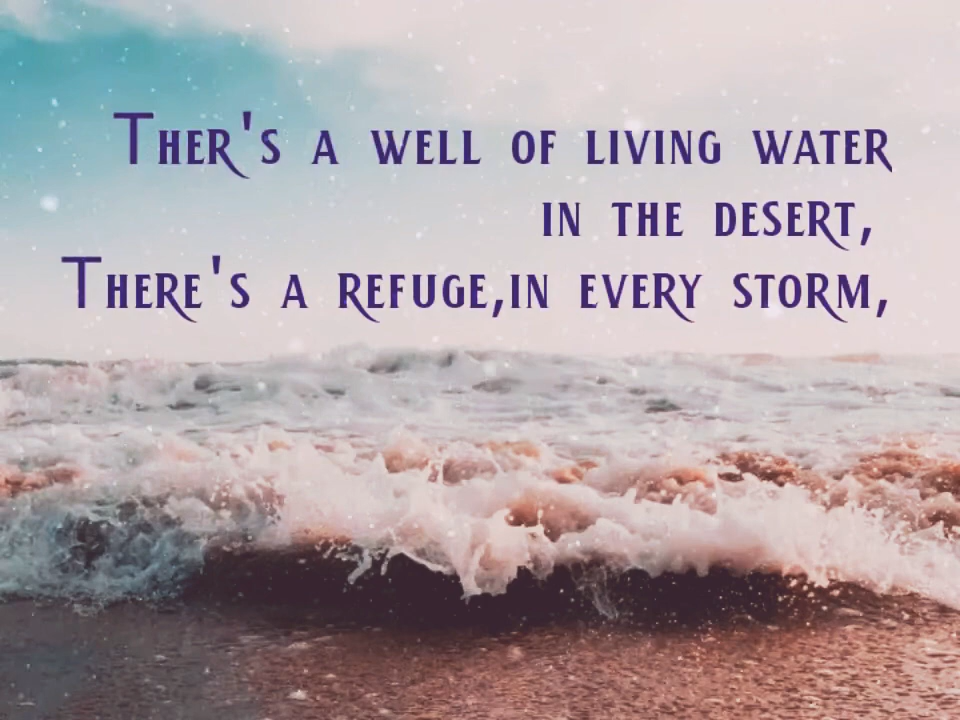 Ther's a well of living water
in the desert,
There's a refuge,in every storm,